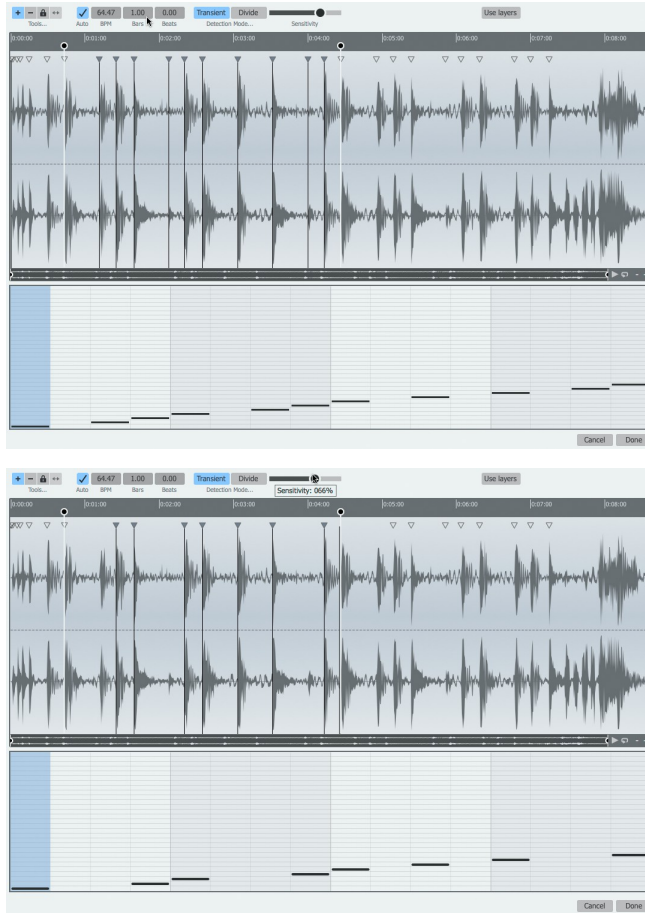 + − 64.47 1.00 0.00 Transient Divide Use layers
Tools... Auto BPM Bars Beats Detection Mode... Sensitivity
0:00:00 0:01:00 0:02:00 0:03:00 0:04:00 0:05:00 0:06:00 0:07:00 0:08:00
Cancel Done
+ − 64.47 1.00 0.00 Transient Divide Use layers
Tools... Auto BPM Bars Beats Detection Mode... Sensitivity: 066%
0:00:00 0:01:00 0:02:00 0:03:00 0:04:00 0:05:00 0:06:00 0:07:00 0:08:00
Cancel Done